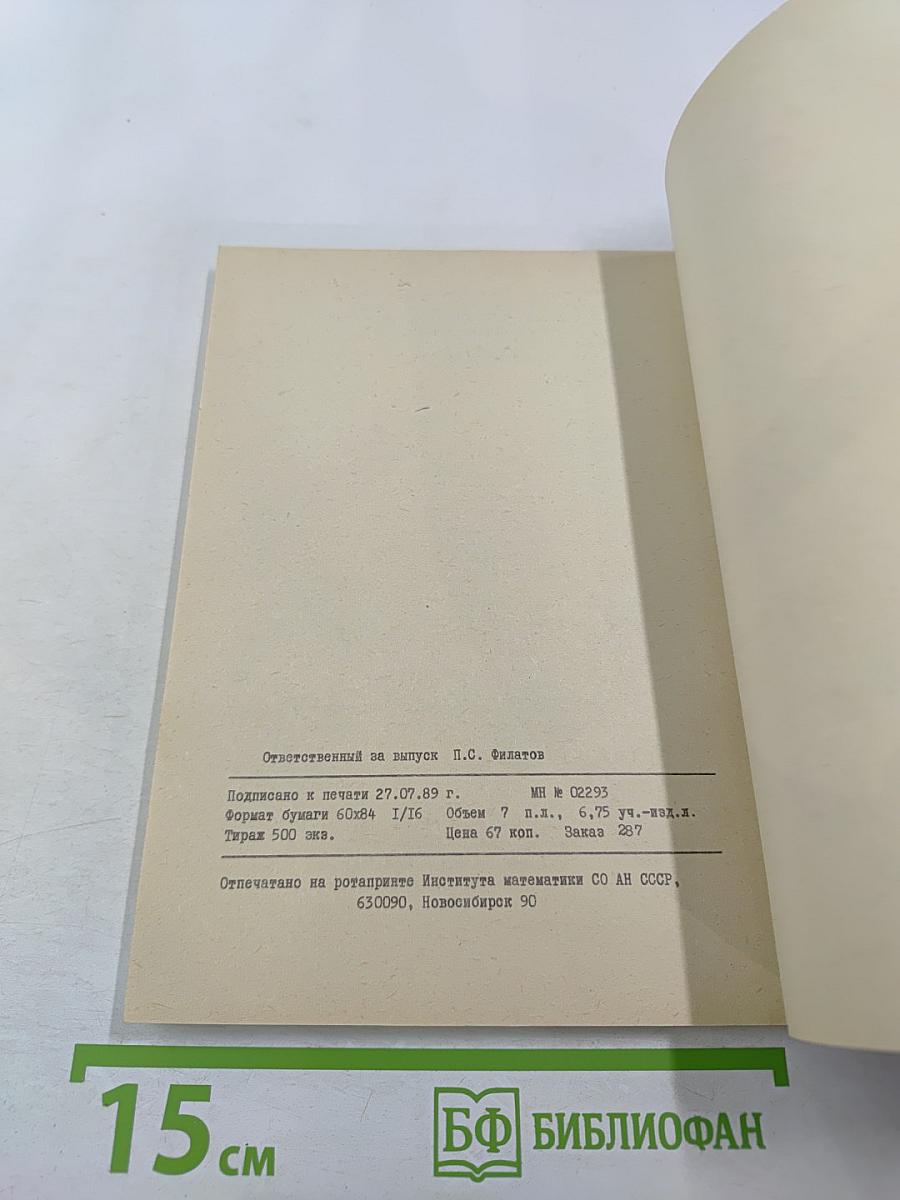 Ответственный за выпуск П.С. Филатов
Подписано к печати 27.07.89 г. МН № 02293
Формат бумаги 60х84 I/I6 Объем 7 п.л., 6,75 уч.-изд.л.
Тираж 500 экз. Цена 67 коп. Заказ 287
Отпечатано на ротапринте Института математики СО АН СССР,
630090, Новосибирск 90
15 см БФ БИБЛИОФАН